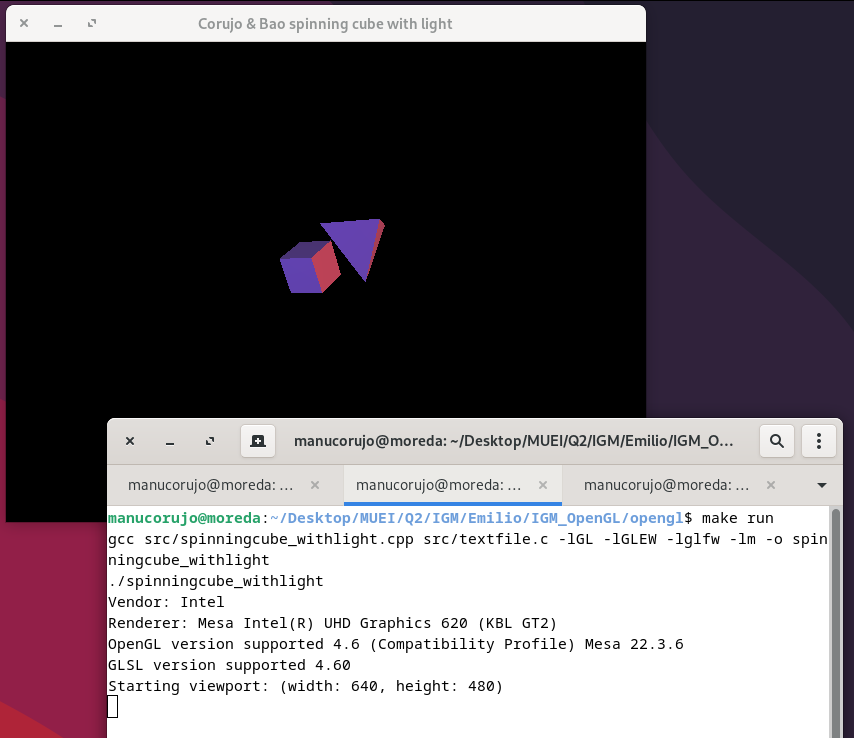 Corujo & Bao spinning cube with light
manucorujo@moreda: ~/Desktop/MUEI/Q2/IGM/Emilio/IGM_O…
manucorujo@moreda: …
manucorujo@moreda: …
manucorujo@moreda: …
manucorujo@moreda:~/Desktop/MUEI/Q2/IGM/Emilio/IGM_OpenGL/opengl$ make run
gcc src/spinningcube_withlight.cpp src/textfile.c -lGL -lGLEW -lglfw -lm -o spin
ningcube_withlight
./spinningcube_withlight
Vendor: Intel
Renderer: Mesa Intel(R) UHD Graphics 620 (KBL GT2)
OpenGL version supported 4.6 (Compatibility Profile) Mesa 22.3.6
GLSL version supported 4.60
Starting viewport: (width: 640, height: 480)